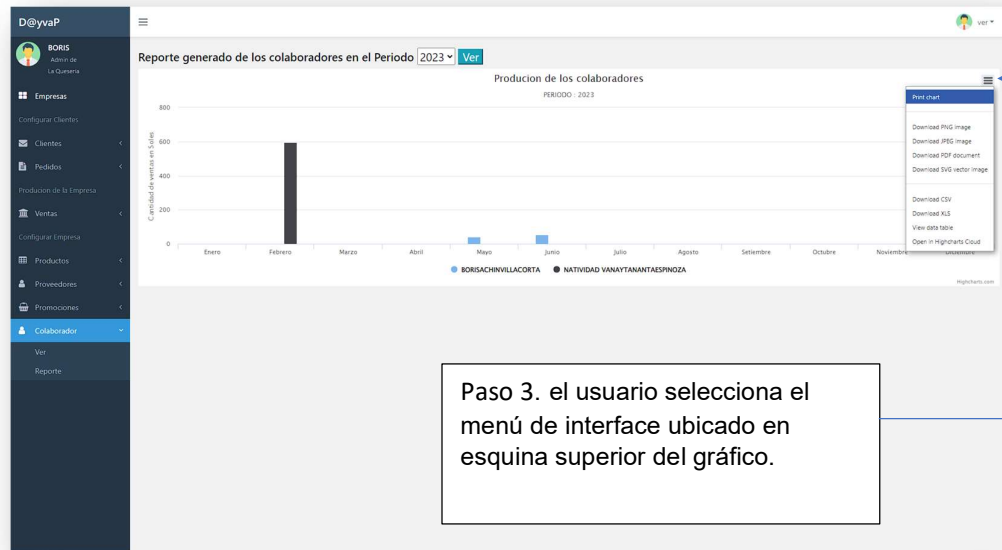 D@yvaP
ver
BORIS
Admin de
La Queseria
Empresas
Configurar Clientes
Clientes
Pedidos
Producion de la Empresa
Ventas
Configurar Empresa
Productos
Proveedores
Promociones
Colaborador
Ver
Reporte
Reporte generado de los colaboradores en el Periodo 2023 Ver
Producion de los colaboradores
PERIODO : 2023
Cantidad de ventas en Soles
800
600
400
200
0
Enero Febrero Marzo Abril Mayo Junio Julio Agosto Setiembre Octubre Noviembre Diciembre
BORISACHINVILLACORTA NATIVIDAD VANAYTANANTAESPINOZA
Highcharts.com
Print chart
Download PNG image
Download JPEG image
Download PDF document
Download SVG vector image
Download CSV
Download XLS
View data table
Open in Highcharts Cloud
Paso 3. el usuario selecciona el
menú de interface ubicado en
esquina superior del gráfico.